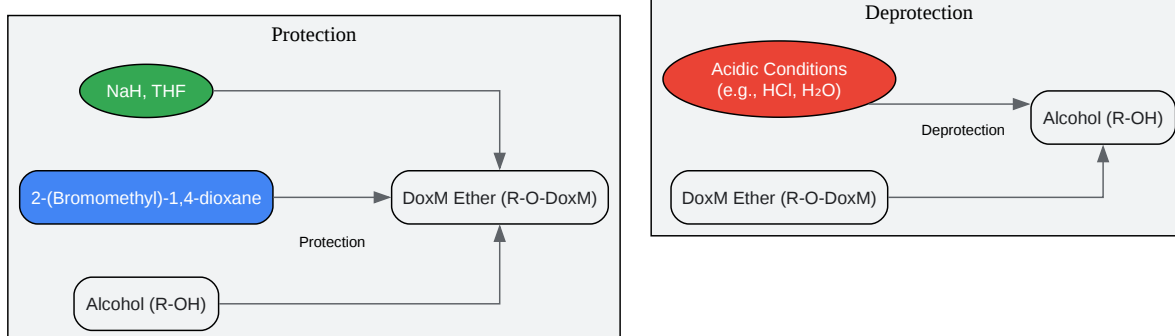 Protection
NaH, THF
2-(Bromomethyl)-1,4-dioxane
DoxM Ether (R-O-DoxM)
Protection
Alcohol (R-OH)
Deprotection
Acidic Conditions
(e.g., HCl, H₂O)
Alcohol (R-OH)
Deprotection
DoxM Ether (R-O-DoxM)